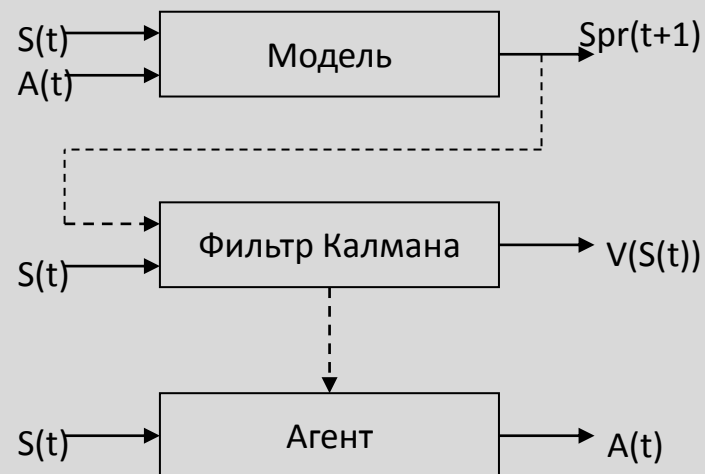 S(t)
A(t)
Модель
Spr(t+1)
S(t)
Фильтр Калмана
V(S(t))
S(t)
Агент
A(t)